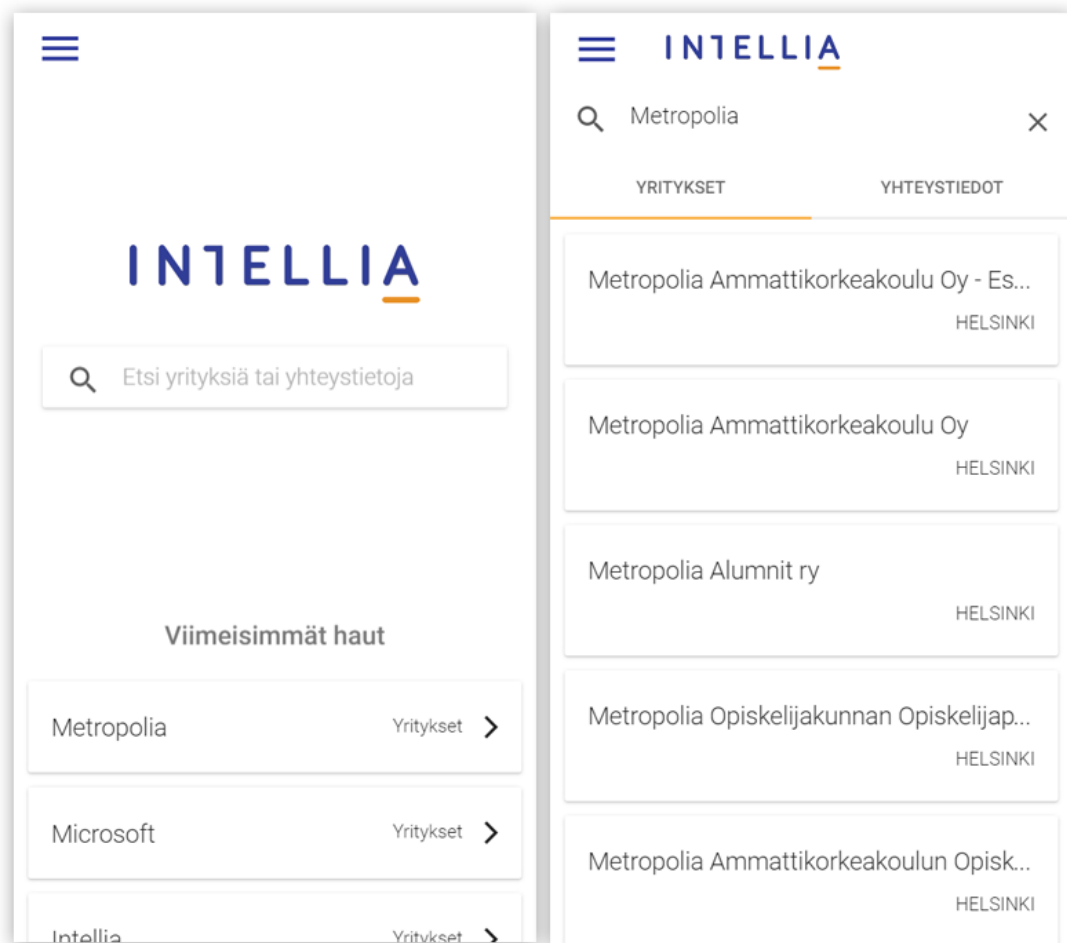 INTELLIA
Etsi yrityksiä tai yhteystietoja
Viimeisimmät haut
Metropolia Yritykset
Microsoft Yritykset
Intellia Yritykset
INTELLIA
Metropolia
YRITYKSET YHTEYSTIEDOT
Metropolia Ammattikorkeakoulu Oy - Es...
HELSINKI
Metropolia Ammattikorkeakoulu Oy
HELSINKI
Metropolia Alumnit ry
HELSINKI
Metropolia Opiskelijakunnan Opiskelijap...
HELSINKI
Metropolia Ammattikorkeakoulun Opisk...
HELSINKI